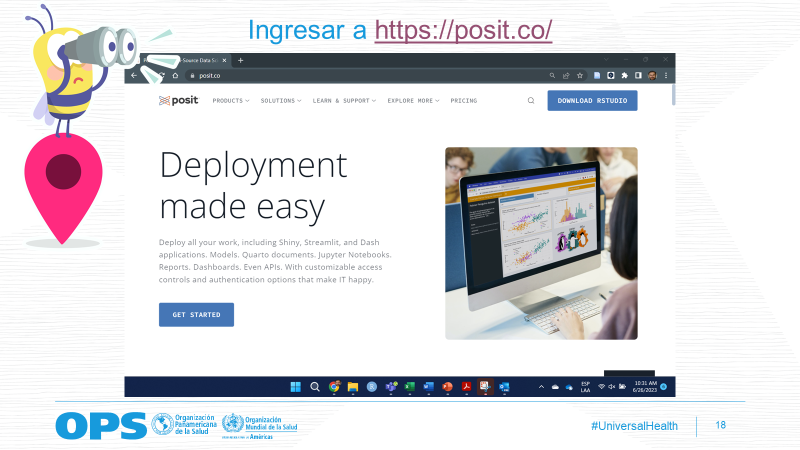 Ingresar a https://posit.co/
Source Data Sc
posit.co
posit
PRODUCTS
SOLUTIONS
LEARN & SUPPORT
EXPLORE MORE
PRICING
DOWNLOAD RSTUDIO
Deployment
made easy
Deploy all your work, including Shiny, Streamlit, and Dash
applications. Models. Quarto documents. Jupyter Notebooks.
Reports. Dashboards. Even APIs. With customizable access
controls and authentication options that make IT happy.
GET STARTED
ESP
LAA
10:31 AM
6/26/2023
OPS
Organización
Panamericana
de la Salud
Organización
Mundial de la Salud
Américas
#UniversalHealth
18